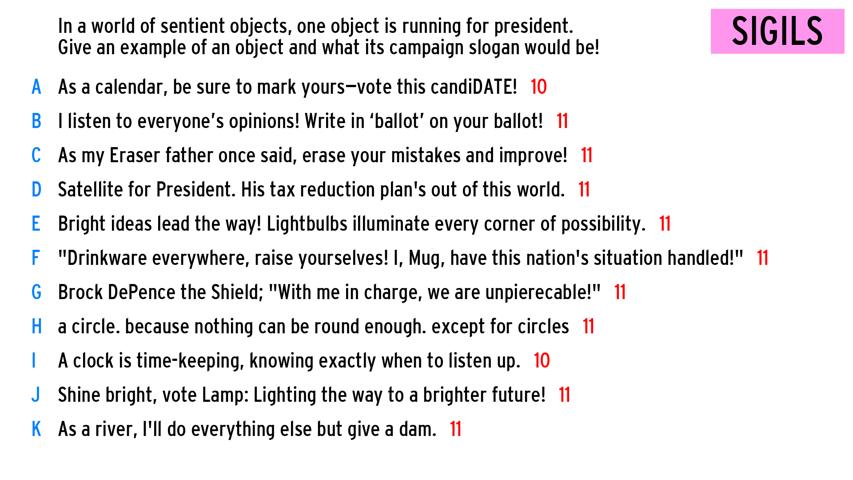 In a world of sentient objects, one object is running for president.
Give an example of an object and what its campaign slogan would be!
SIGILS
A As a calendar, be sure to mark yours—vote this candiDATE! 10
B I listen to everyone's opinions! Write in ‘ballot’ on your ballot! 11
C As my Eraser father once said, erase your mistakes and improve! 11
D Satellite for President. His tax reduction plan's out of this world. 11
E Bright ideas lead the way! Lightbulbs illuminate every corner of possibility. 11
F "Drinkware everywhere, raise yourselves! I, Mug, have this nation's situation handled!" 11
G Brock DePence the Shield; "With me in charge, we are unpierecable!" 11
H a circle. because nothing can be round enough. except for circles 11
I A clock is time-keeping, knowing exactly when to listen up. 10
J Shine bright, vote Lamp: Lighting the way to a brighter future! 11
K As a river, I'll do everything else but give a dam. 11